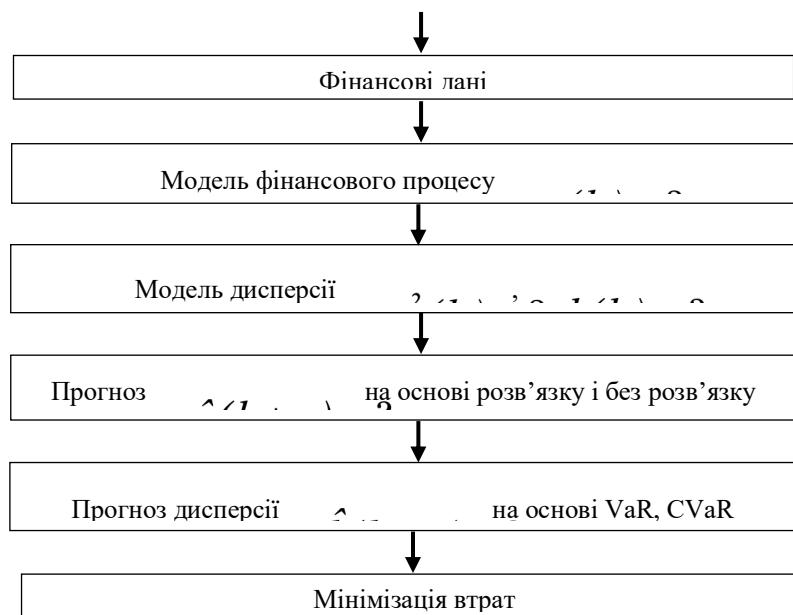 Фінансові дані
Модель фінансового процесу
Модель дисперсії
Прогноз на основі розв’язку і без розв’язку
Прогноз дисперсії на основі VaR, CVaR
Мінімізація втрат